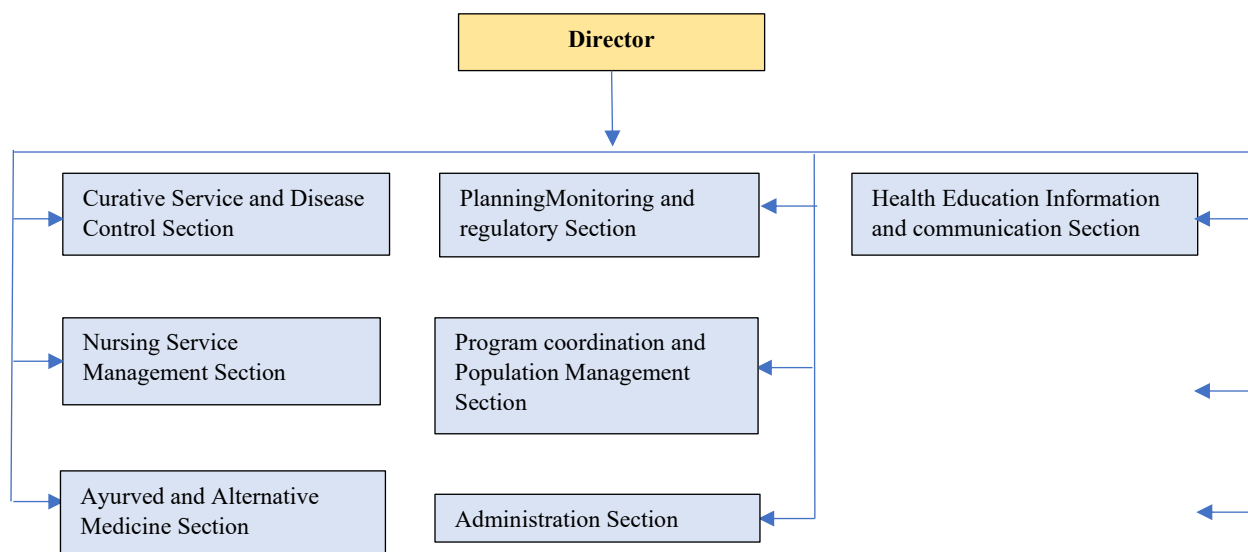 Director
Curative Service and Disease
Control Section
PlanningMonitoring and
regulatory Section
Health Education Information
and communication Section
Nursing Service
Management Section
Program coordination and
Population Management
Section
Ayurved and Alternative
Medicine Section
Administration Section